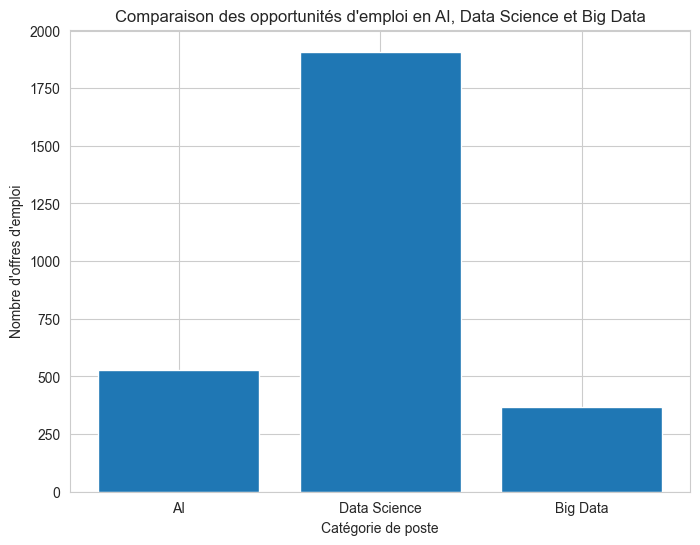 Comparaison des opportunités d'emploi en AI, Data Science et Big Data
2000
1750
1500
1250
1000
750
500
250
0
Nombre d'offres d'emploi
AI
Data Science
Big Data
Catégorie de poste